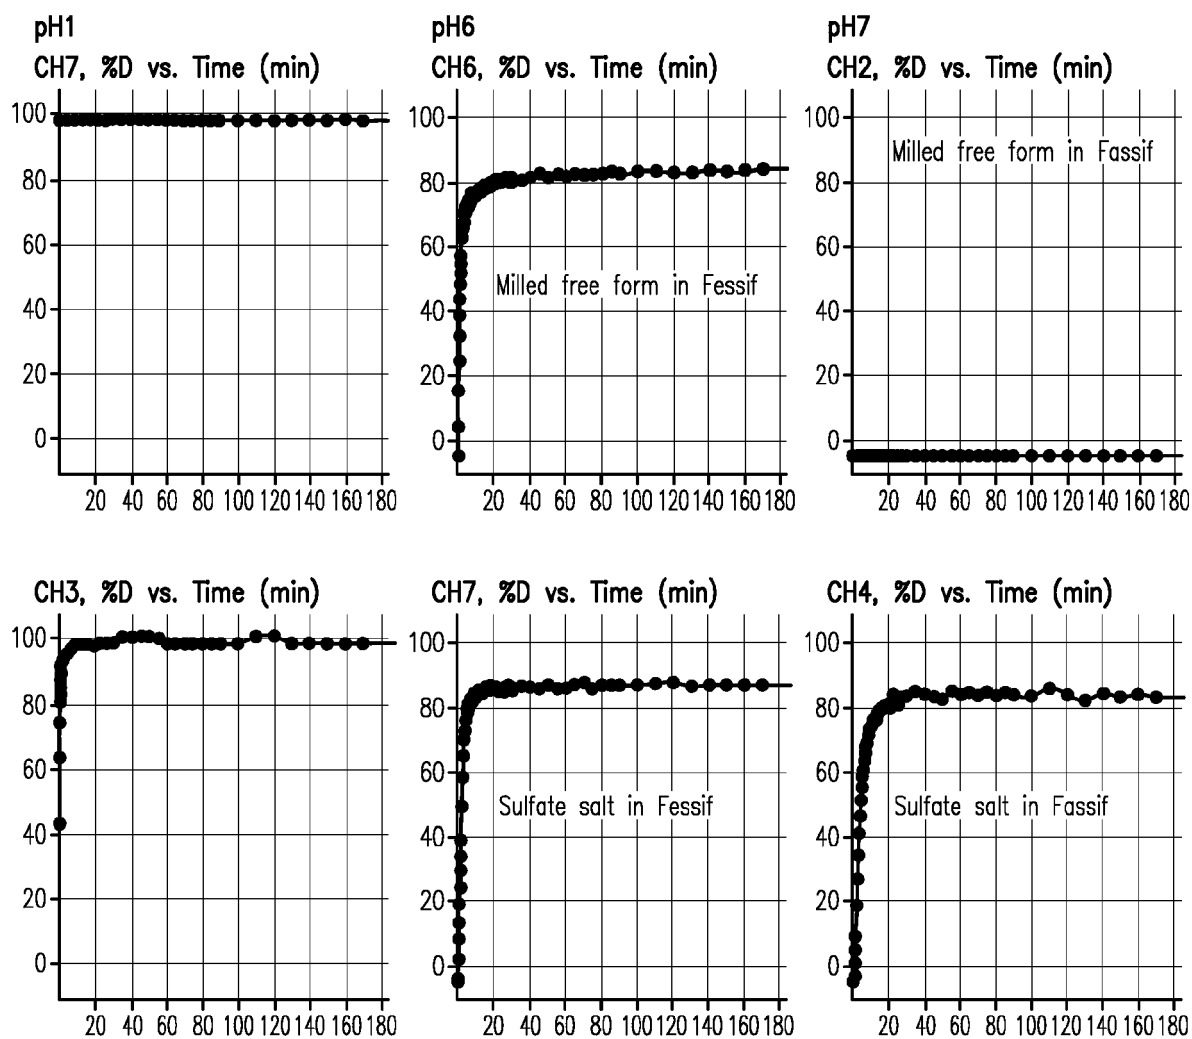 pH1
CH7, %D vs. Time (min)
100
80
60
40
20
0
20 40 60 80 100 120 140 160 180
pH6
CH6, %D vs. Time (min)
100
80
60
40
20
0
Milled free form in Fessif
20 40 60 80 100 120 140 160 180
pH7
CH2, %D vs. Time (min)
100
80
60
40
20
0
Milled free form in Fassif
20 40 60 80 100 120 140 160 180
CH3, %D vs. Time (min)
100
80
60
40
20
0
20 40 60 80 100 120 140 160 180
CH7, %D vs. Time (min)
100
80
60
40
20
0
Sulfate salt in Fessif
20 40 60 80 100 120 140 160 180
CH4, %D vs. Time (min)
100
80
60
40
20
0
Sulfate salt in Fassif
20 40 60 80 100 120 140 160 180